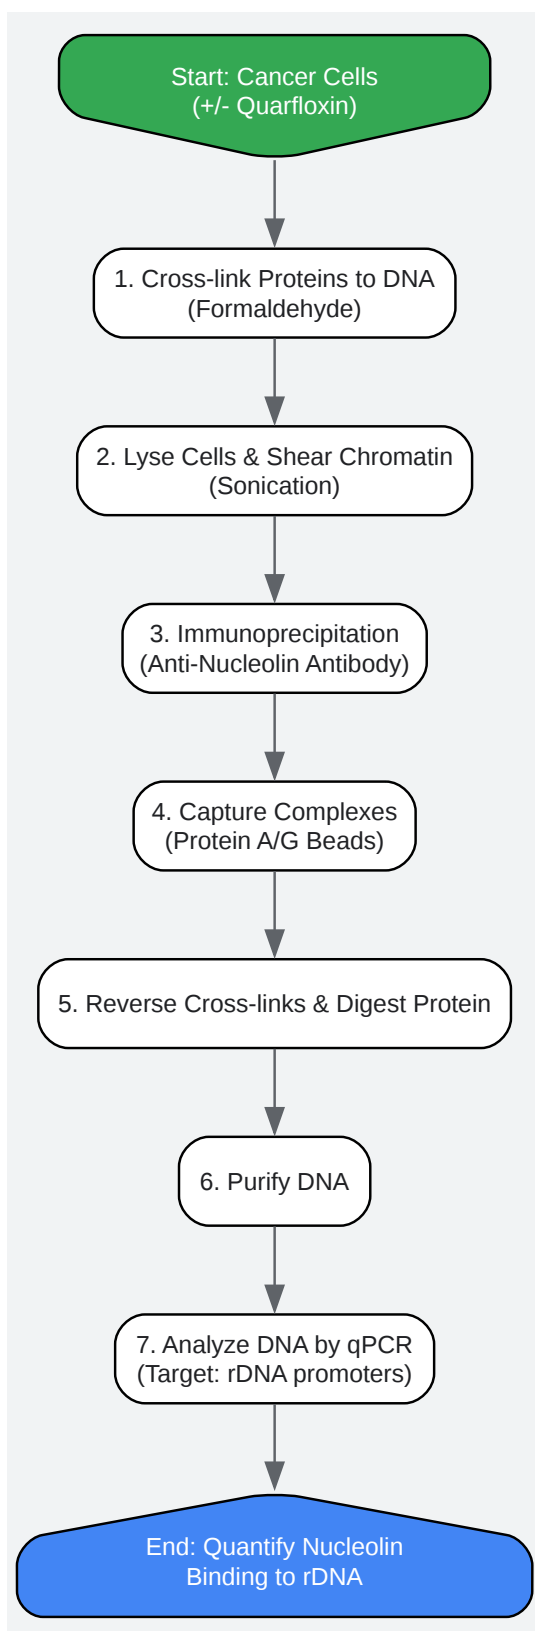 Start: Cancer Cells
(+/- Quarfloxin)
1. Cross-link Proteins to DNA
(Formaldehyde)
2. Lyse Cells & Shear Chromatin
(Sonication)
3. Immunoprecipitation
(Anti-Nucleolin Antibody)
4. Capture Complexes
(Protein A/G Beads)
5. Reverse Cross-links & Digest Protein
6. Purify DNA
7. Analyze DNA by qPCR
(Target: rDNA promoters)
End: Quantify Nucleolin
Binding to rDNA